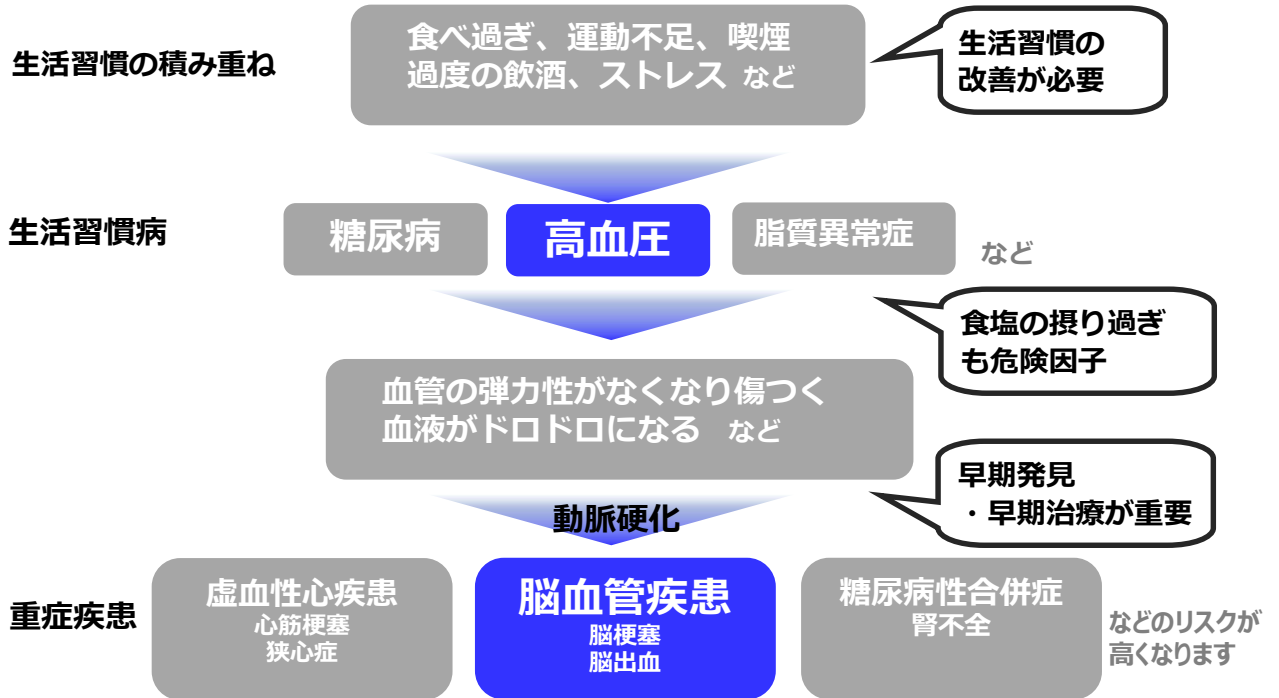 生活習慣の積み重ね
食べ過ぎ、運動不足、喫煙
過度の飲酒、ストレス など
生活習慣の
改善が必要
生活習慣病
糖尿病
高血圧
脂質異常症
など
食塩の摂り過ぎ
も危険因子
血管の弾力性がなくなり傷つく
血液がドロドロになる など
早期発見
・早期治療が重要
動脈硬化
重症疾患
虚血性心疾患
心筋梗塞
狭心症
脳血管疾患
脳梗塞
脳出血
糖尿病性合併症
腎不全
などのリスクが
高くなります